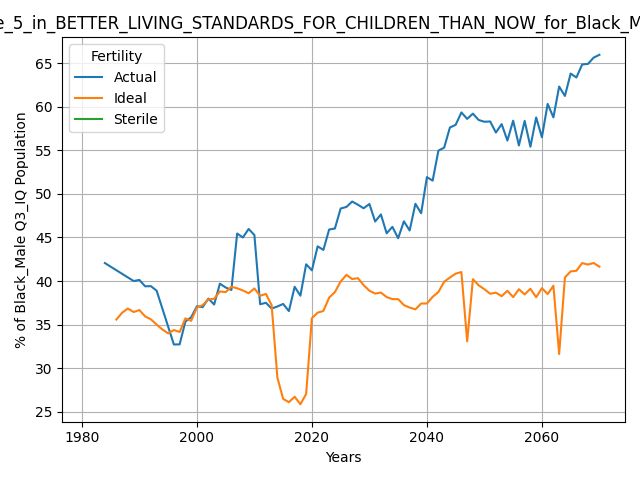 e_5_in_BETTER_LIVING_STANDARDS_FOR_CHILDREN_THAN_NOW_for_Black_M
Fertility
Actual
Ideal
Sterile
% of Black_Male Q3_IQ Population
65
60
55
50
45
40
35
30
25
1980
2000
2020
2040
2060
Years